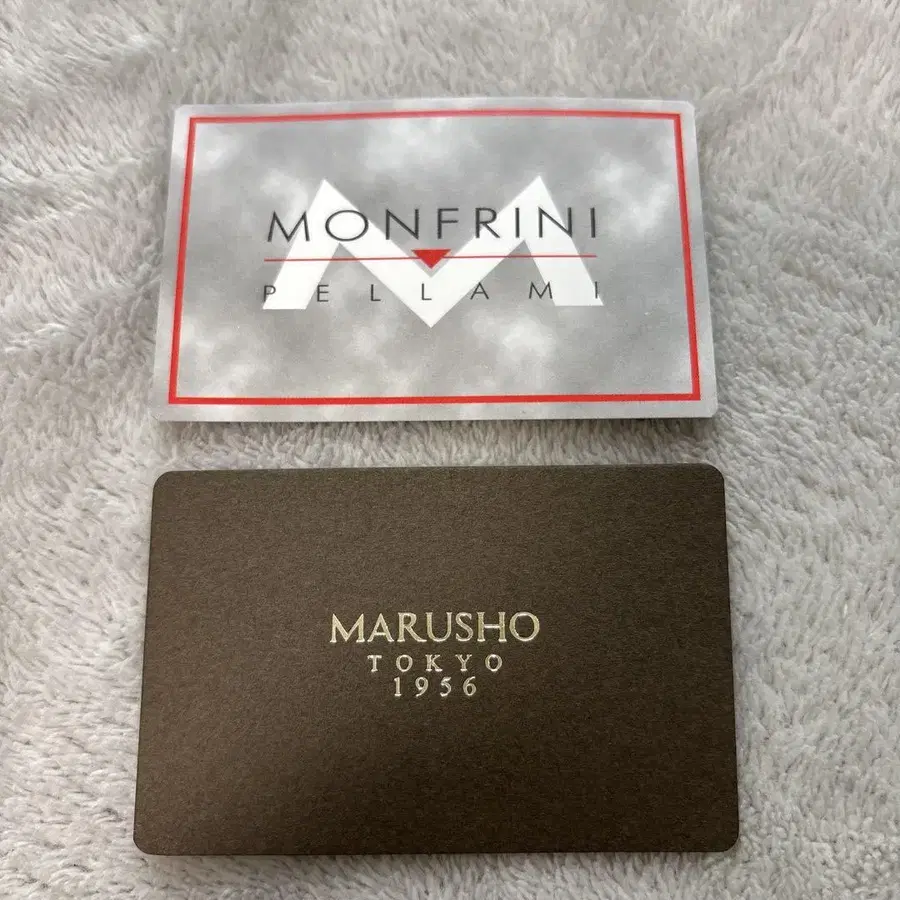 MONFRINI
PELLAMI
MARUSHO
TOKYO
1956